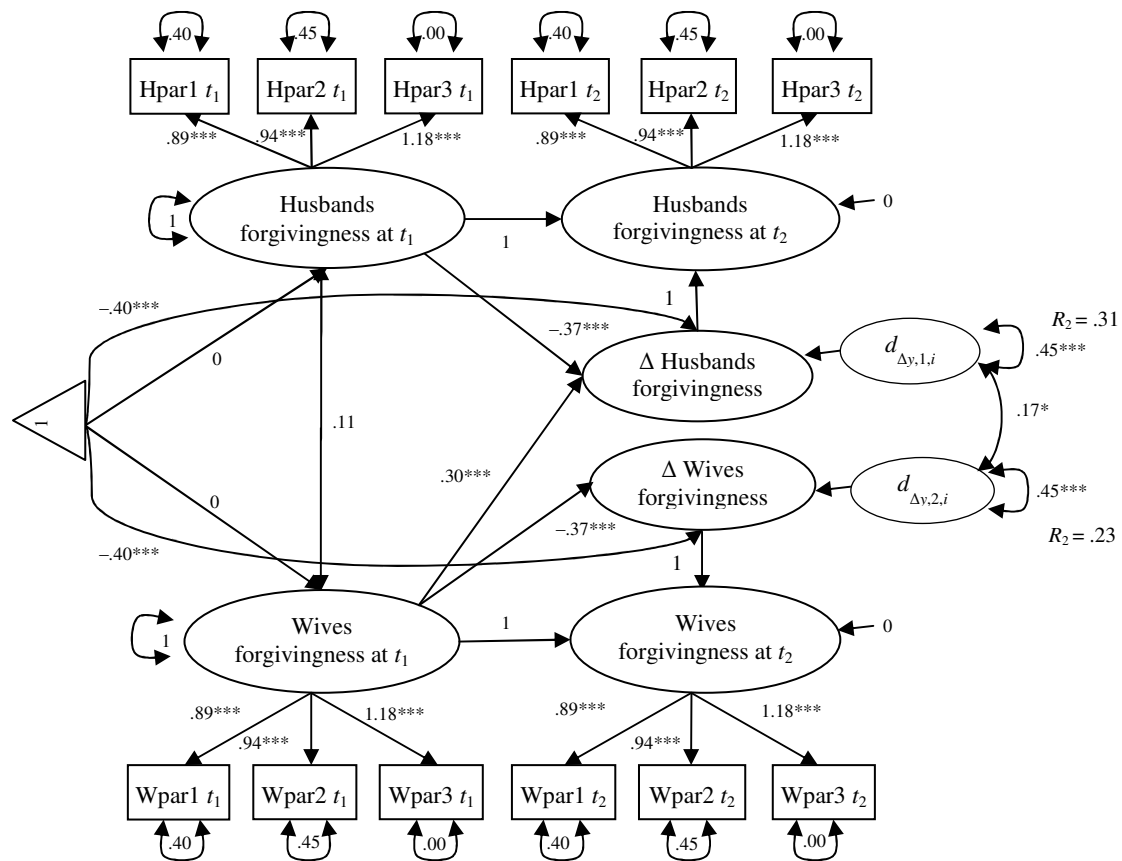 .40 .45 .00 .40 .45 .00
Hpar1 t1 Hpar2 t1 Hpar3 t1 Hpar1 t2 Hpar2 t2 Hpar3 t2
.89*** .94*** 1.18*** .89*** .94*** 1.18***
Husbands
forgivingness at t1
1
Husbands
forgivingness at t2
0
1
–.40***
1
–.37***
0
Δ Husbands
forgivingness
dΔy,1,i
R2 = .31
.45***
1
.11
.17*
.30***
Δ Wives
forgivingness
dΔy,2,i
.45***
R2 = .23
0
–.37***
–.40***
1
Wives
forgivingness at t1
1
1
Wives
forgivingness at t2
0
.89*** .94*** 1.18*** .89*** .94*** 1.18***
Wpar1 t1 Wpar2 t1 Wpar3 t1 Wpar1 t2 Wpar2 t2 Wpar3 t2
.40 .45 .00 .40 .45 .00